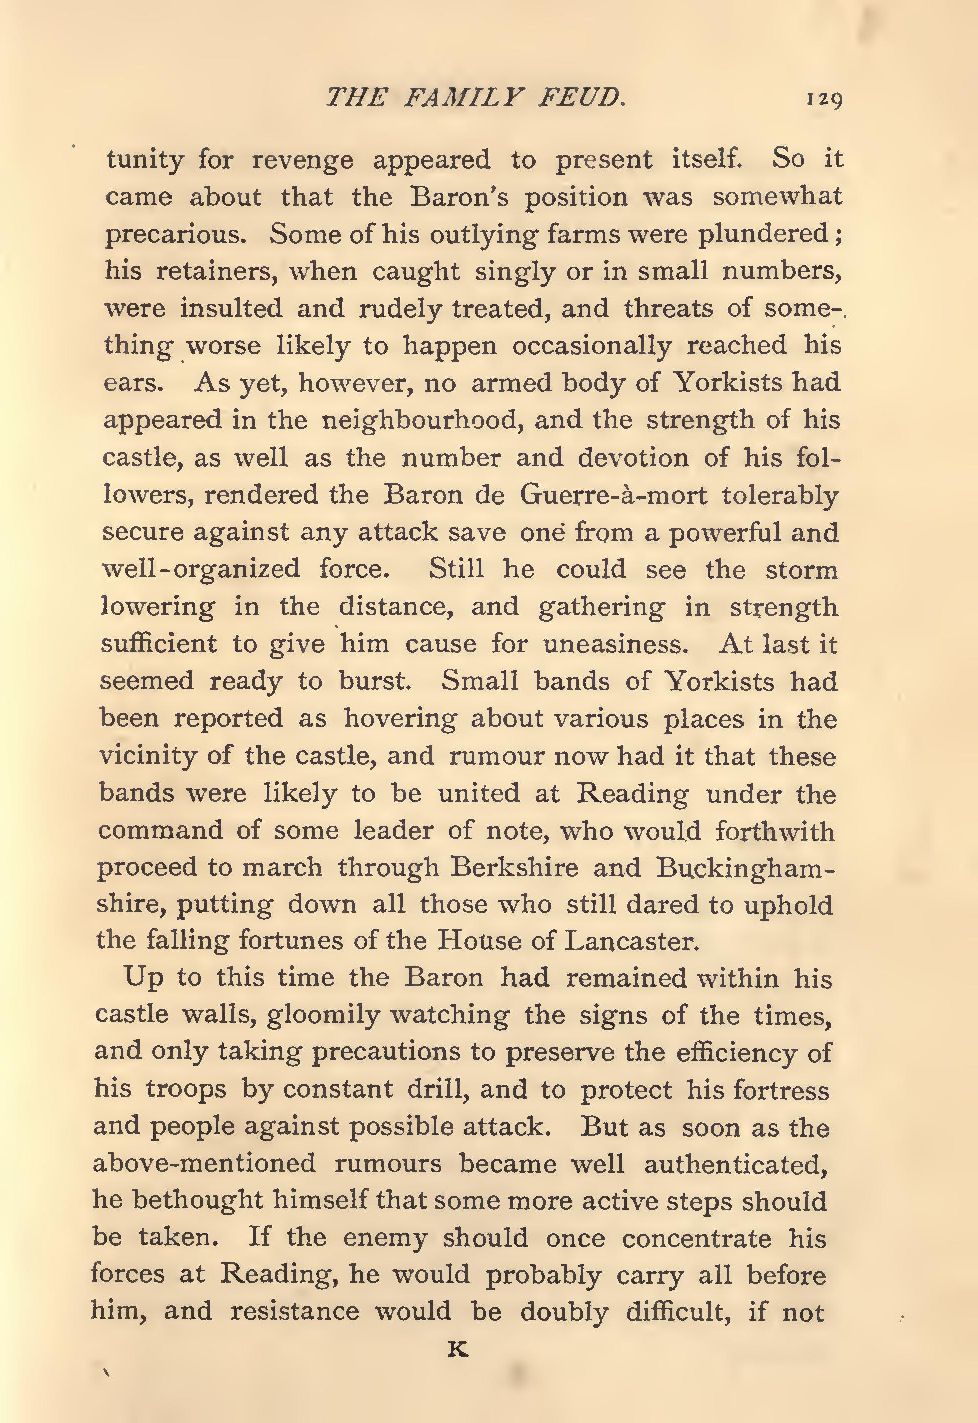 THE FAMILY FEUD. 129
tunity for revenge appeared to present itself. So it
came about that the Baron's position was somewhat
precarious. Some of his outlying farms were plundered;
his retainers, when caught singly or in small numbers,
were insulted and rudely treated, and threats of some-
thing worse likely to happen occasionally reached his
ears. As yet, however, no armed body of Yorkists had
appeared in the neighbourhood, and the strength of his
castle, as well as the number and devotion of his fol-
lowers, rendered the Baron de Guerre-à-mort tolerably
secure against any attack save one from a powerful and
well-organized force. Still he could see the storm
lowering in the distance, and gathering in strength
sufficient to give him cause for uneasiness. At last it
seemed ready to burst. Small bands of Yorkists had
been reported as hovering about various places in the
vicinity of the castle, and rumour now had it that these
bands were likely to be united at Reading under the
command of some leader of note, who would forthwith
proceed to march through Berkshire and Buckingham-
shire, putting down all those who still dared to uphold
the falling fortunes of the House of Lancaster.
Up to this time the Baron had remained within his
castle walls, gloomily watching the signs of the times,
and only taking precautions to preserve the efficiency of
his troops by constant drill, and to protect his fortress
and people against possible attack. But as soon as the
above-mentioned rumours became well authenticated,
he bethought himself that some more active steps should
be taken. If the enemy should once concentrate his
forces at Reading, he would probably carry all before
him, and resistance would be doubly difficult, if not
K